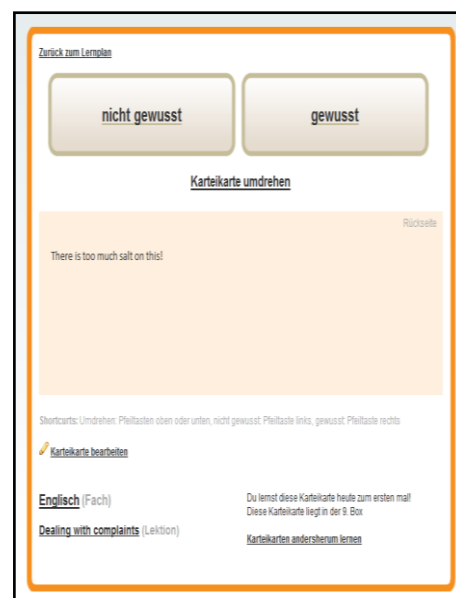 Zurück zum Lernplan
nicht gewusst
gewusst
Karteikarte umdrehen
Rückseite
There is too much salt on this!
Shortcurts: Umdrehen: Pfeiltasten oben oder unten, nicht gewusst: Pfeiltaste links, gewusst: Pfeiltaste rechts
Karteikarte bearbeiten
Englisch (Fach)
Dealing with complaints (Lektion)
Du lernst diese Karteikarte heute zum ersten mal!
Diese Karteikarte liegt in der 9. Box
Karteikarten andersherum lernen